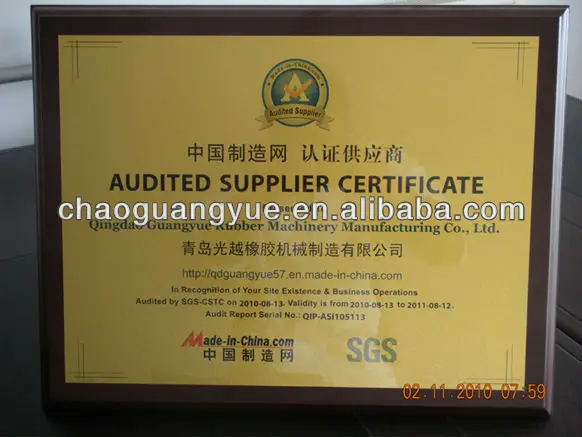 Made-in-China.com
Audited Supplier
中国制造网 认证供应商
AUDITED SUPPLIER CERTIFICATE
chaoguangyue.en.alibaba.com
Qingdao Guangyue Rubber Machinery Manufacturing Co., Ltd.
青岛光越橡胶机械制造有限公司
http://qdguangyue57.en.made-in-china.com
In Recognition of Your Site Existence & Business Operations
Audited by SGS-CSTC on 2010-08-13. Validity is from 2010-08-13 to 2011-08-12.
Audit Report Serial No.: QIP-ASI105113
Made-in-China.com
中国制造网
SGS
02.11.2010 07:59